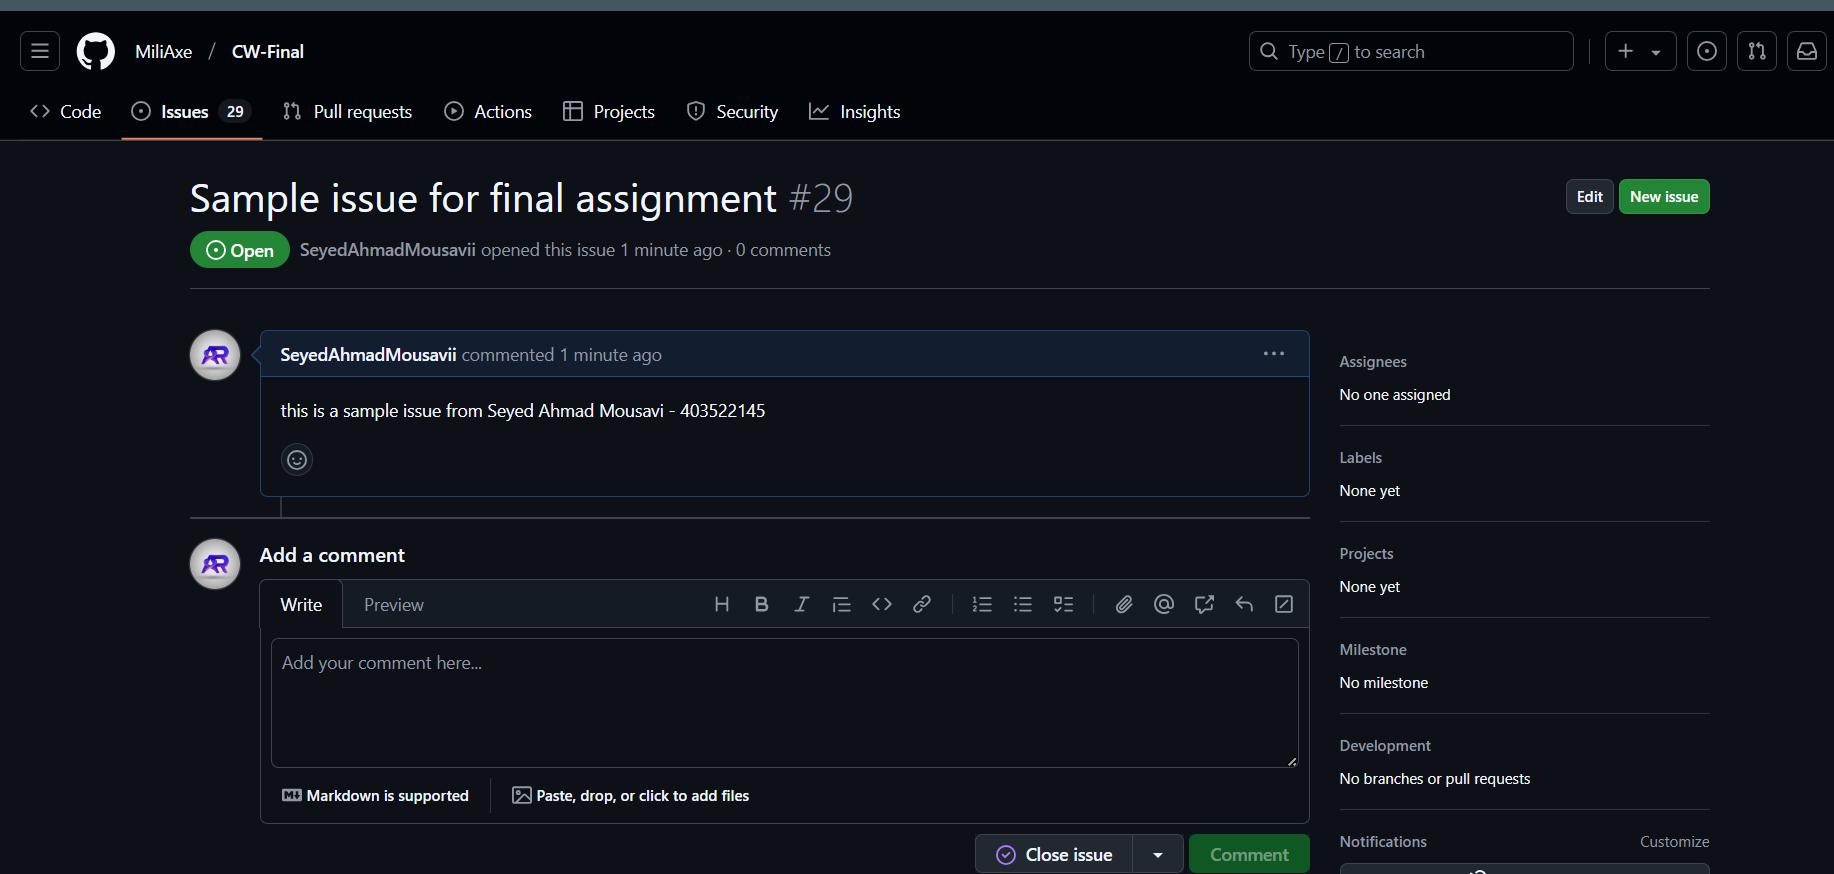 MiliAxe / CW-Final
Type / to search
Code
Issues 29
Pull requests
Actions
Projects
Security
Insights
Sample issue for final assignment #29
Edit
New issue
Open
SeyedAhmadMousavii opened this issue 1 minute ago · 0 comments
AR
SeyedAhmadMousavii commented 1 minute ago
this is a sample issue from Seyed Ahmad Mousavi - 403522145
Assignees
No one assigned
Labels
None yet
Projects
None yet
Milestone
No milestone
Development
No branches or pull requests
Notifications
Customize
AR
Add a comment
Write
Preview
Add your comment here...
Markdown is supported
Paste, drop, or click to add files
Close issue
Comment